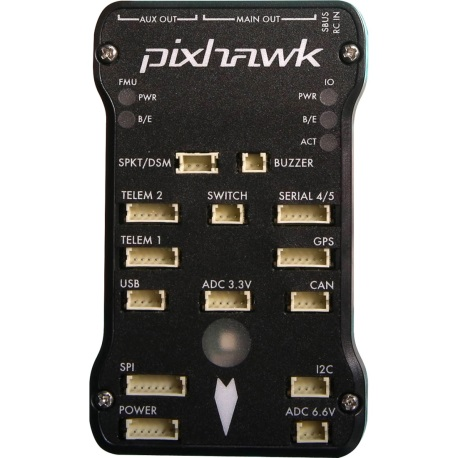 AUX OUT
MAIN OUT
SBUS
RC IN
pixhawk
FMU
IO
PWR
PWR
B/E
B/E
ACT
SPKT/DSM
BUZZER
TELEM 2
SWITCH
SERIAL 4/5
TELEM 1
GPS
USB
ADC 3.3V
CAN
SPI
I2C
POWER
ADC 6.6V